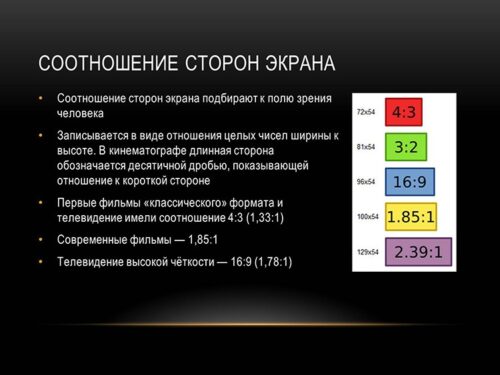 СООТНОШЕНИЕ СТОРОН ЭКРАНА
• Соотношение сторон экрана подбирают к полю зрения
человека
• Записывается в виде отношения целых чисел ширины к
высоте. В кинематографе длинная сторона
обозначается десятичной дробью, показывающей
отношение к короткой стороне
• Первые фильмы «классического» формата и
телевидение имели соотношение 4:3 (1,33:1)
• Современные фильмы — 1,85:1
• Телевидение высокой чёткости — 16:9 (1,78:1)
72x54 4:3
81x54 3:2
96x54 16:9
100x54 1.85:1
129x54 2.39:1